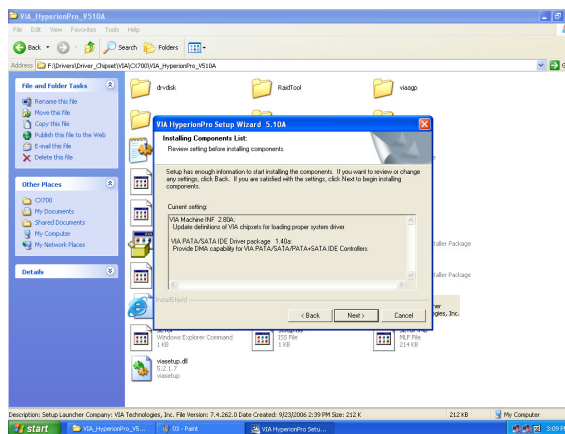 VIA_HyperionPro_V510A
File Edit View Favorites Tools Help
Back Search Folders
Address F:\Drivers\Driver_Chipset\VIA\CX700\VIA_HyperionPro_V510A Go
File and Folder Tasks
Rename this file
Move this file
Copy this file
Publish this file to the Web
E-mail this file
Delete this file
Other Places
CX700
My Documents
Shared Documents
My Computer
My Network Places
Details
drvdisk
RaidTool
viaagp
VIA HyperionPro Setup Wizard 5.10A
Installing Components List:
Review setting before installing components.
Setup has enough information to start installing the components. If you want to review or change
any settings, click Back. If you are satisfied with the settings, click Next to begin installing
components.
Current setting:
VIA Machine INF 2.80A:
Update definitions of VIA chipsets for loading proper system driver
VIA PATA/SATA IDE Driver package 1.40a:
Provide DMA capability for VIA PATA/SATA/PATA+SATA IDE Controllers.
InstallShield
< Back Next > Cancel
taller Package
taller Package
ner
ogies, Inc.
Windows Explorer Command
1 KB
ISS File
1 KB
MLF File
214 KB
viasetup.dll
5.2.1.7
viasetup
Description: Setup Launcher Company: VIA Technologies, Inc. File Version: 7.4.262.0 Date Created: 9/23/2006 2:39 PM Size: 212 K 212 KB My Computer
start VIA_HyperionPro_V5... 03 - Paint VIA HyperionPro Setu... 3:09 P